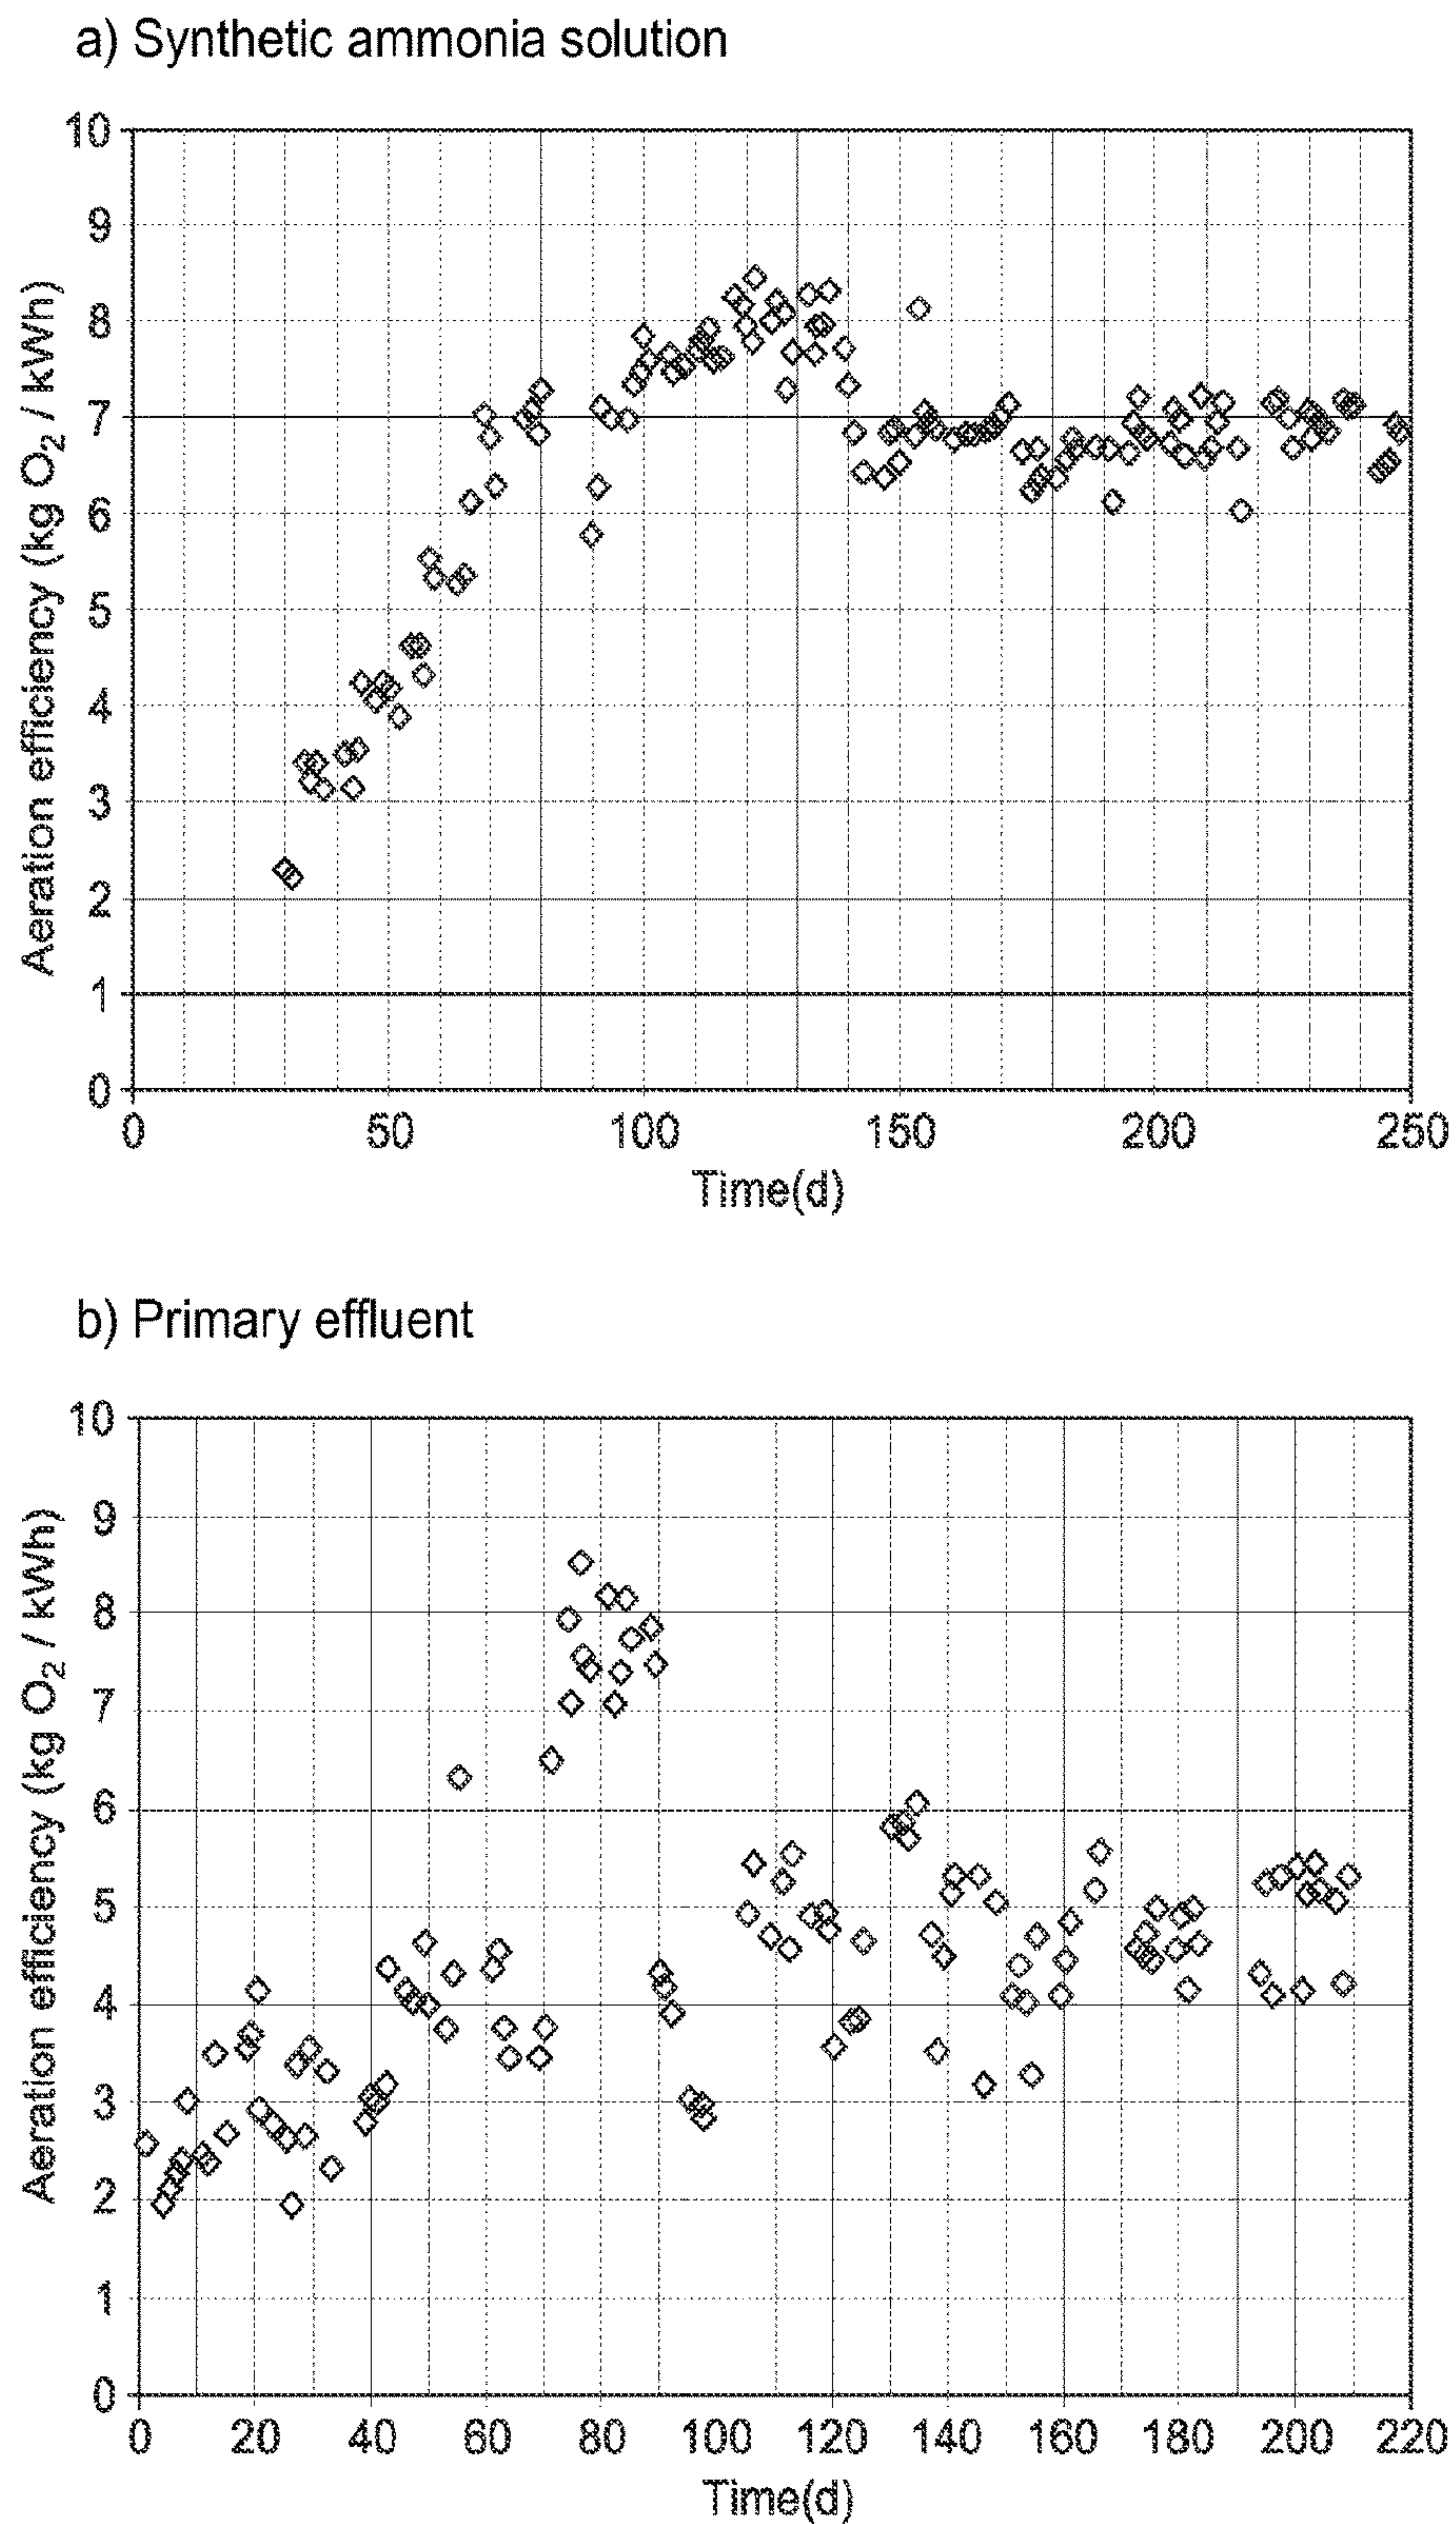 a) Synthetic ammonia solution
Aeration efficiency (kg O₂ / kWh)
10
9
8
7
6
5
4
3
2
1
0
0 50 100 150 200 250
Time(d)
b) Primary effluent
Aeration efficiency (kg O₂ / kWh)
10
9
8
7
6
5
4
3
2
1
0
0 20 40 60 80 100 120 140 160 180 200 220
Time(d)